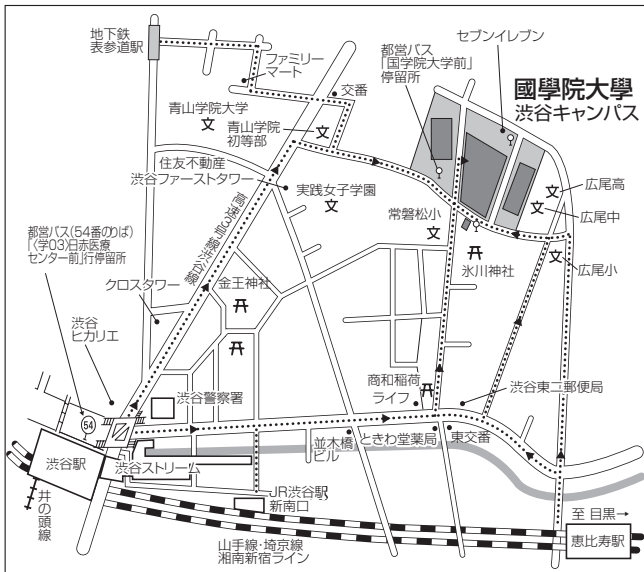 地下鉄
表参道駅
ファミリー
マート
交番
都営バス
「国学院大学前」
停留所
セブンイレブン
國學院大學
渋谷キャンパス
青山学院大学
文
青山学院
初等部
文
住友不動産
渋谷ファーストタワー
実践女子学園
文
常磐松小
文
文
広尾高
文
広尾中
文
広尾小
氷川神社
高速3号線渋谷線
都営バス(54番のりば)
「〈学03〉日赤医療
センター前」行停留所
クロスタワー
金王神社
渋谷
ヒカリエ
54
渋谷警察署
商和稲荷
ライフ
渋谷東二郵便局
渋谷駅
渋谷ストリーム
並木橋
ビル
ときわ堂薬局
東交番
井の頭線
JR渋谷駅
新南口
山手線・埼京線
湘南新宿ライン
至 目黒→
恵比寿駅